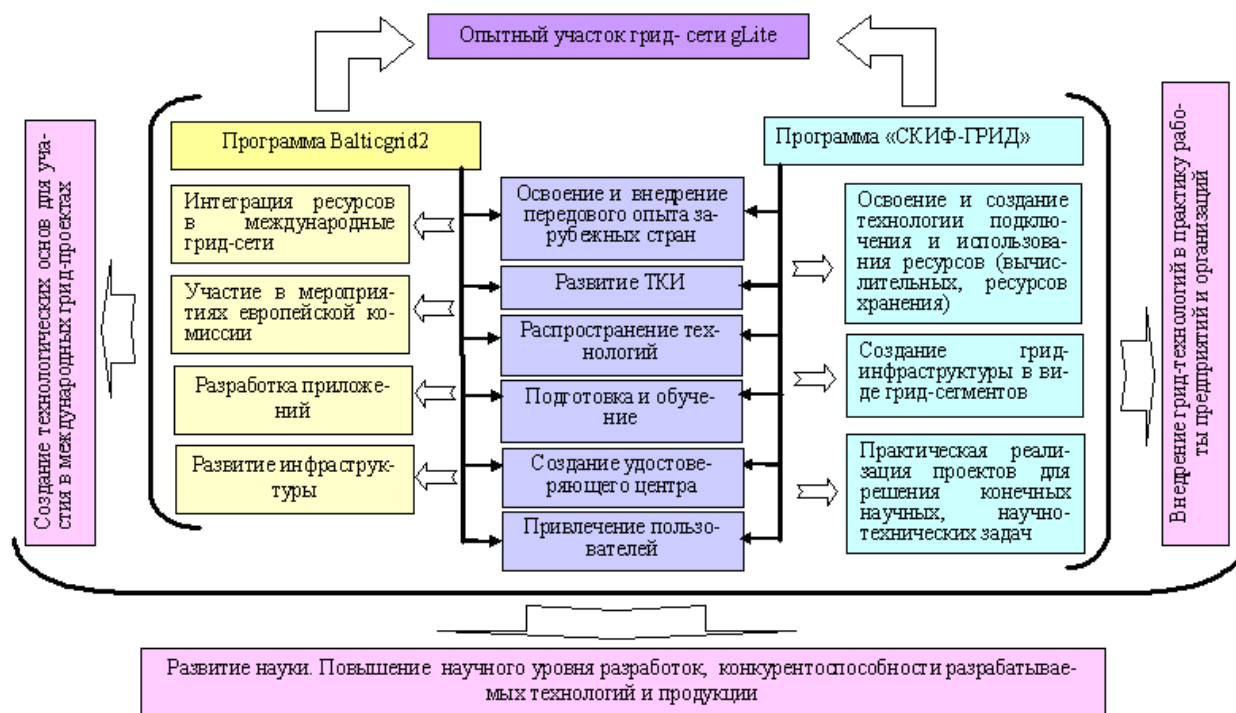 Опытный участок грид- сети gLite
Создание технологических основ для уча-
стия в международных грид-проектах
Программа Balticgrid2
Интеграция ресурсов
в международные
грид-сети
Участие в мероприя-
тиях европейской ко-
миссии
Разработка приложе-
ний
Развитие инфраструк-
туры
Освоение и внедрение
передового опыта за-
рубежных стран
Развитие ТКИ
Распространение тех-
нологий
Подготовка и обуче-
ние
Создание удостове-
ряющего центра
Привлечение пользо-
вателей
Программа «СКИФ-ГРИД»
Освоение и создание
технологии подклю-
чения и использова-
ния ресурсов (вычис-
лительных, ресурсов
хранения)
Создание грид-
инфраструктуры в ви-
де грид-сегментов
Практическая реали-
зация проектов для
решения конечных
научных, научно-
технических задач
Внедрение грид-технологий в практику рабо-
ты предприятий и организаций
Развитие науки. Повышение научного уровня разработок, конкурентоспособности разрабатывае-
мых технологий и продукции